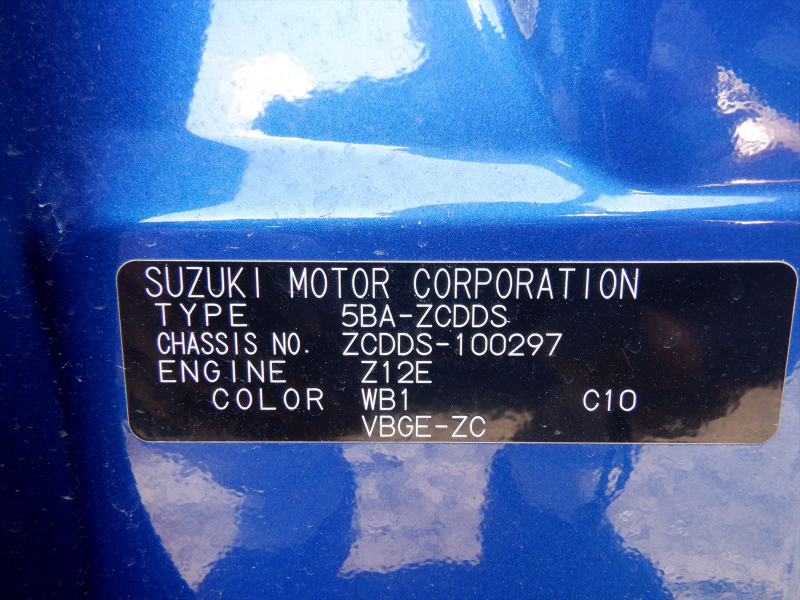 SUZUKI MOTOR CORPORATION
TYPE 5BA-ZCDDS
CHASSIS NO. ZCDDS-100297
ENGINE Z12E
COLOR WB1 C10
VBGE-ZC